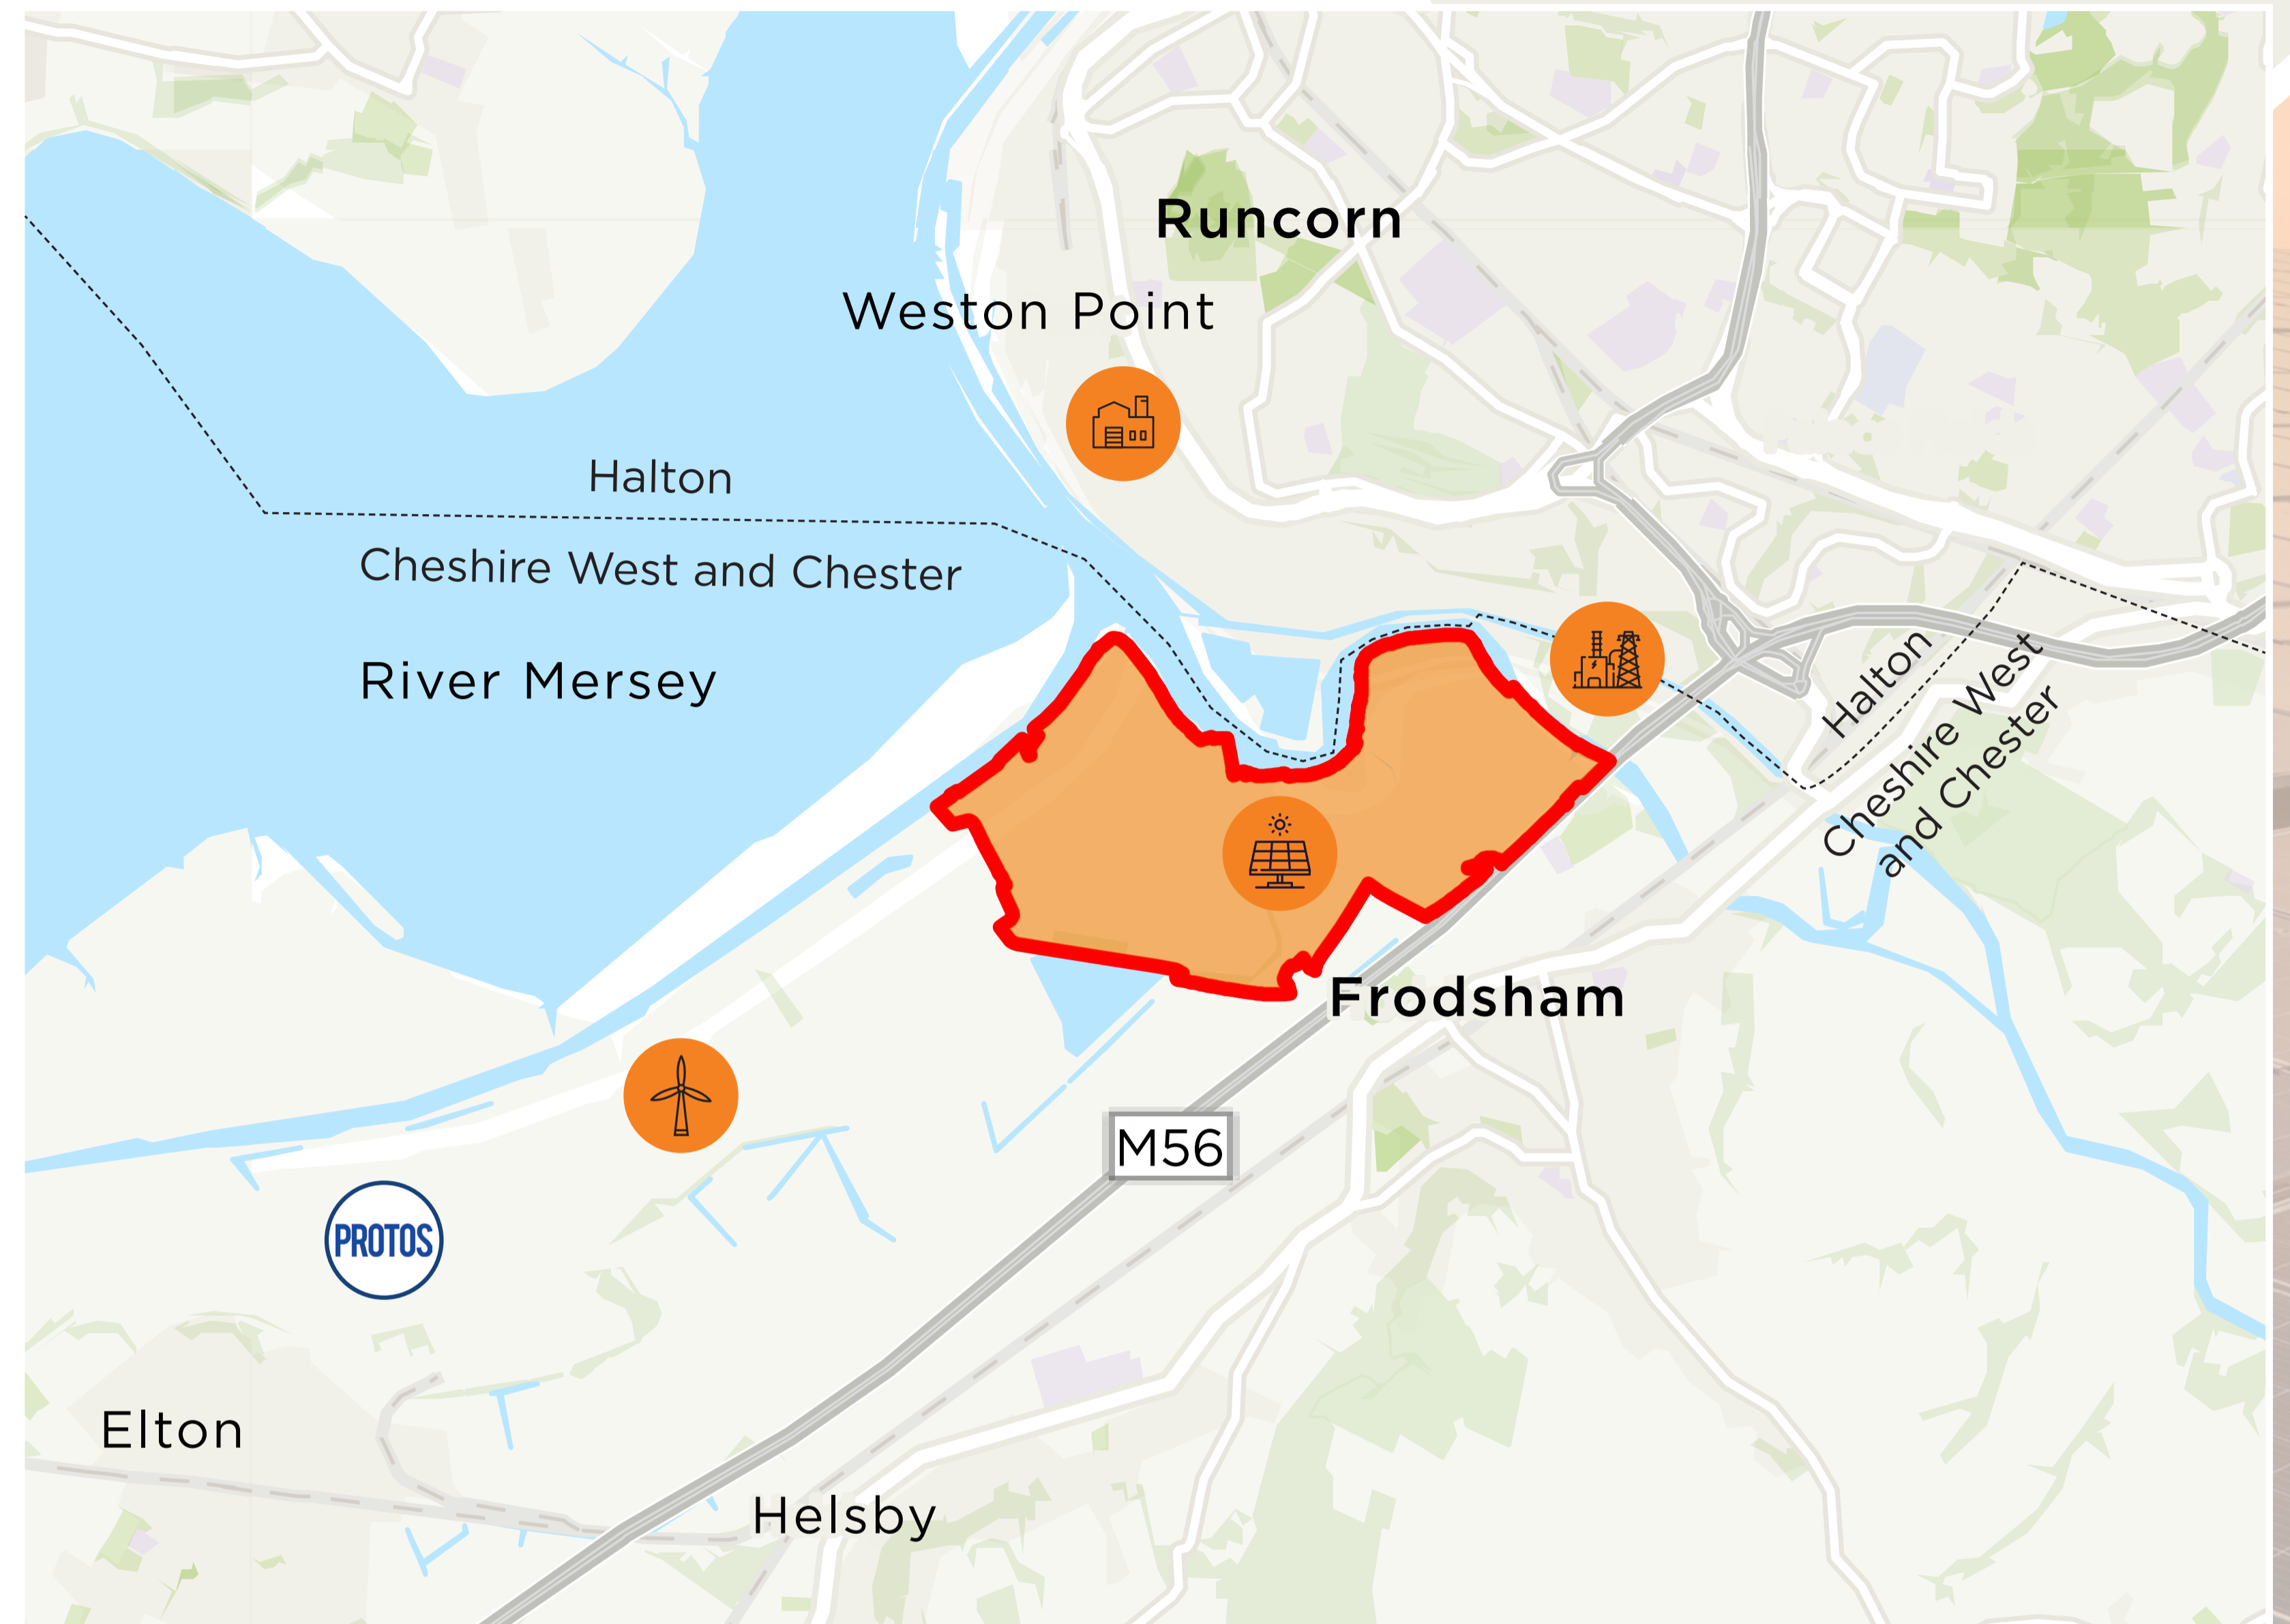 Runcorn
Weston Point
Halton
Cheshire West and Chester
River Mersey
Halton
Cheshire West
and Chester
Frodsham
M56
PROTOS
Elton
Helsby